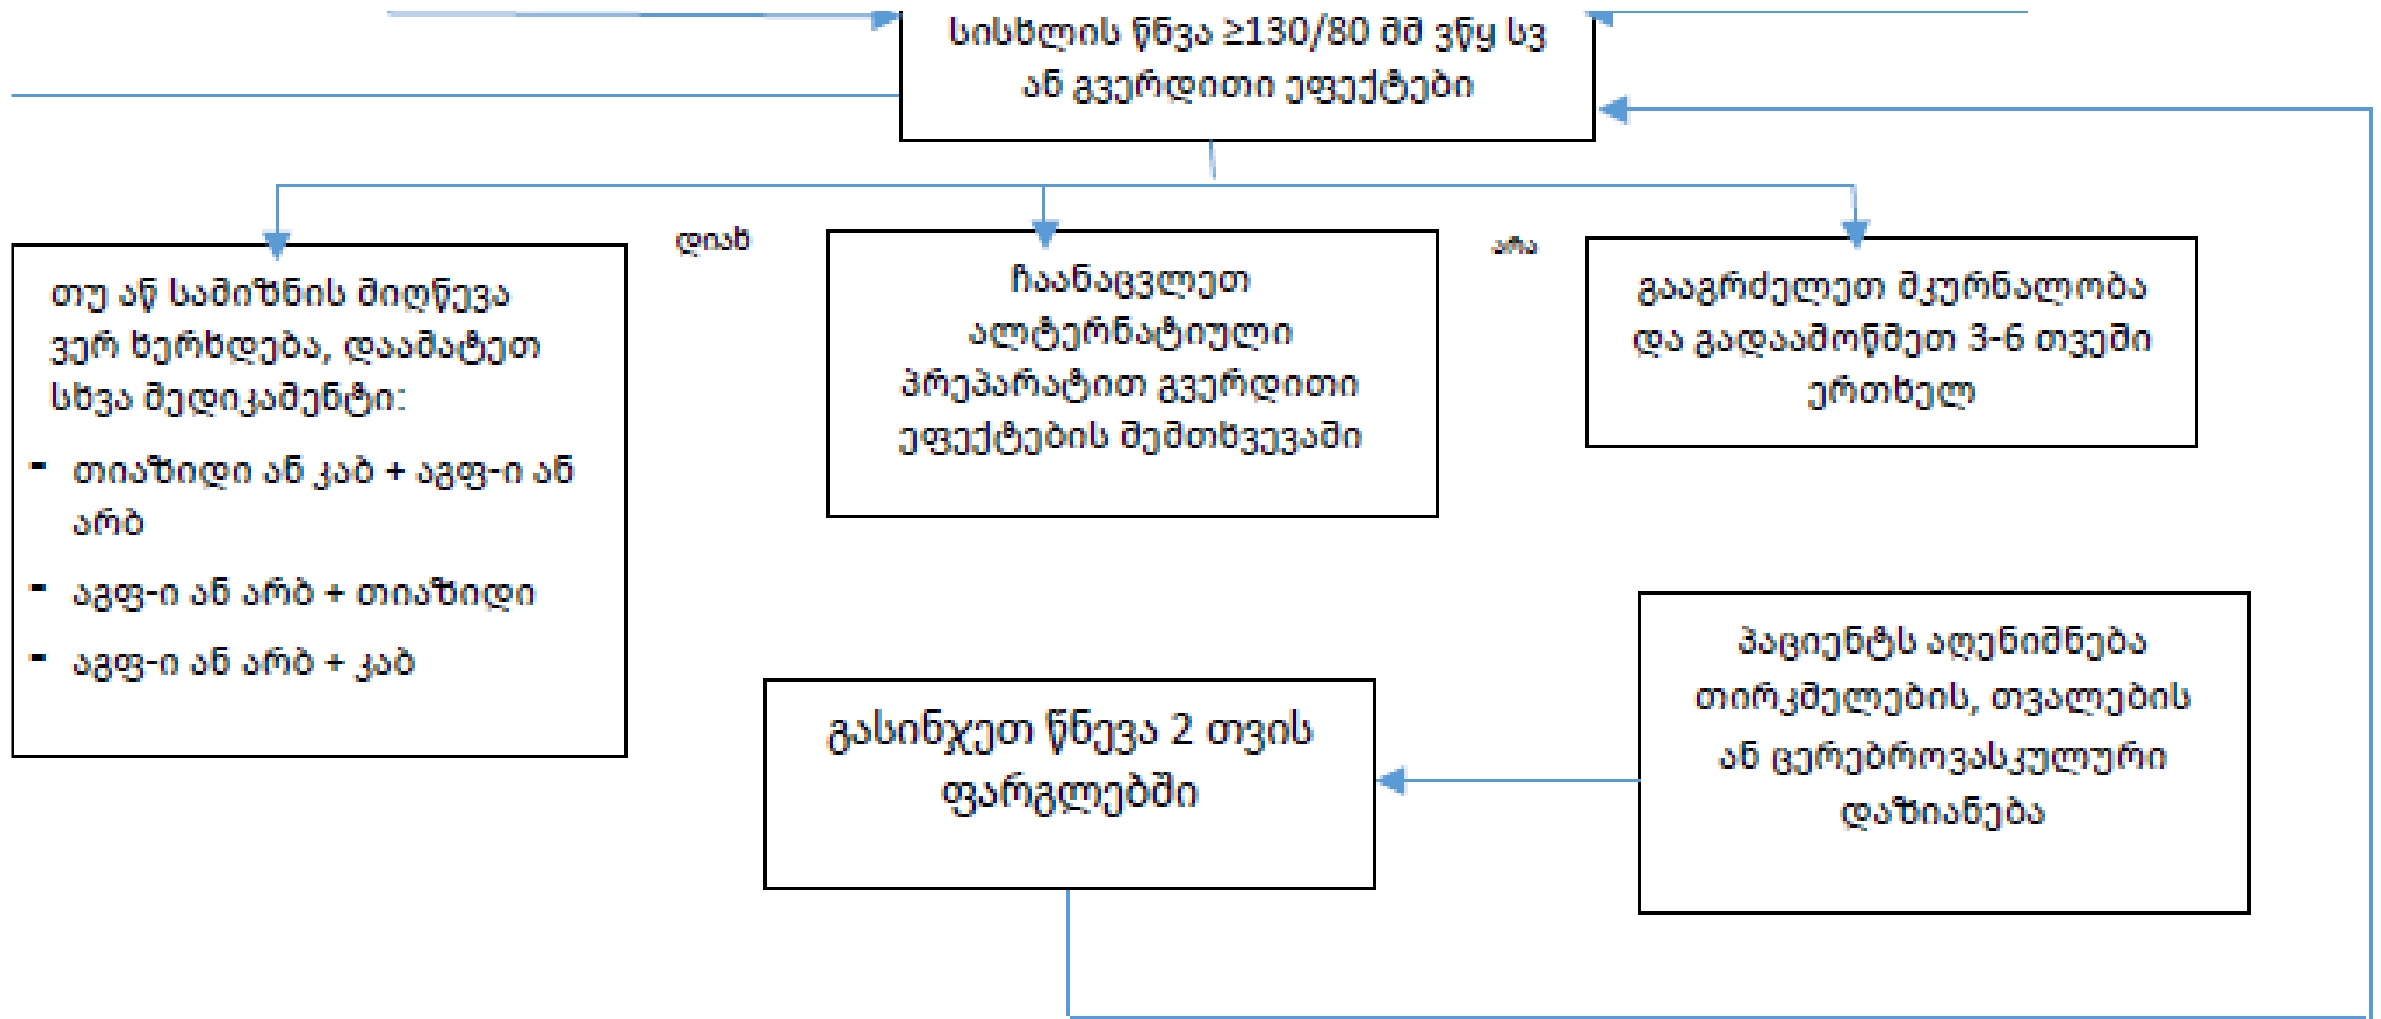 სისხლის წნვა ≥130/80 მმ ვწყ სვ
ან გვერდითი ეფექტები
დიახ
არა
თუ აწ სამიზნის მიღწევა
ვერ ხერხდება, დაამატეთ
სხვა მედიკამენტი:
- თიაზიდი ან კაბ + აგფ-ი ან
არბ
- აგფ-ი ან არბ + თიაზიდი
- აგფ-ი ან არბ + კაბ
ჩაანაცვლეთ
ალტერნატიული
პრეპარატით გვერდითი
ეფექტების შემთხვევაში
გააგრძელეთ მკურნალობა
და გადაამოწმეთ 3-6 თვეში
ერთხელ
გასინჯეთ წნევა 2 თვის
ფარგლებში
პაციენტს აღენიშნება
თირკმელების, თვალების
ან ცერებროვასკულური
დაზიანება